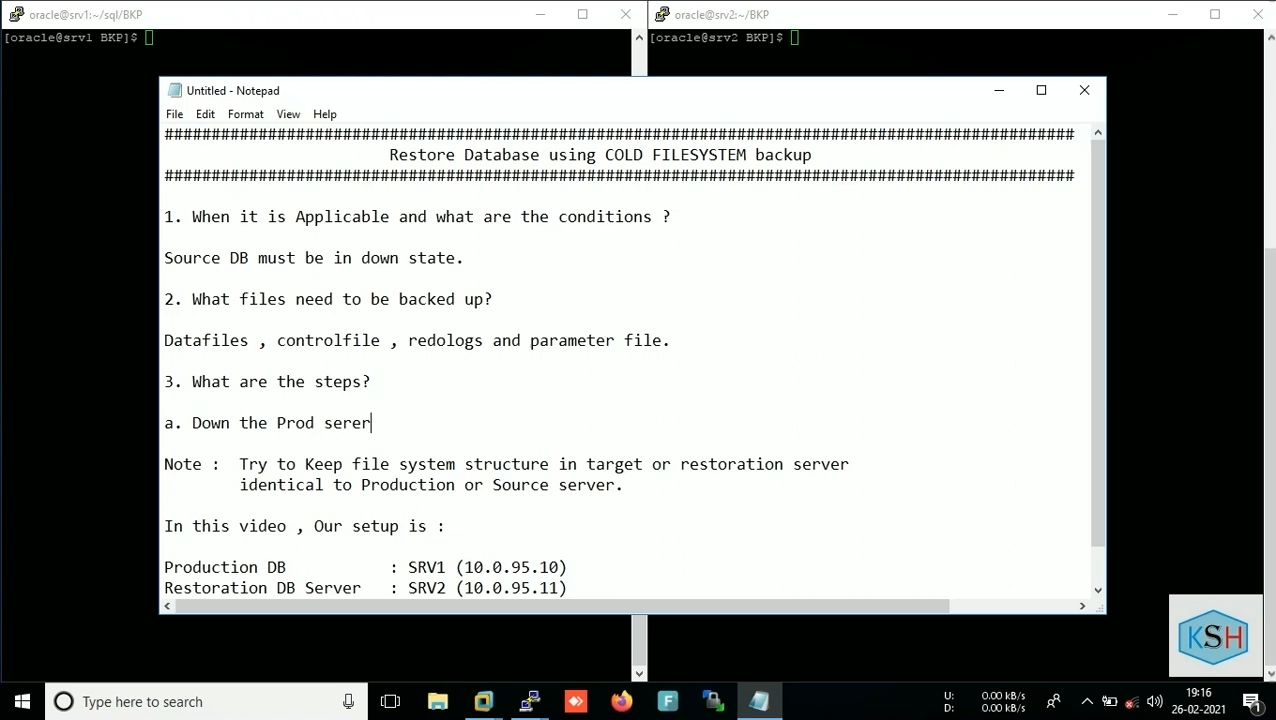 oracle@srv1:~/sql/BKP
oracle@srv2:~/BKP
[oracle@srv1 BKP]$
[oracle@srv2 BKP]$
Untitled - Notepad
File Edit Format View Help
#################################################################################################
Restore Database using COLD FILESYSTEM backup
#################################################################################################
1. When it is Applicable and what are the conditions ?
Source DB must be in down state.
2. What files need to be backed up?
Datafiles , controlfile , redologs and parameter file.
3. What are the steps?
a. Down the Prod serer
Note : Try to Keep file system structure in target or restoration server
identical to Production or Source server.
In this video , Our setup is :
Production DB : SRV1 (10.0.95.10)
Restoration DB Server : SRV2 (10.0.95.11)
KSH
Type here to search
F
U: 0.00 kB/s
D: 0.00 kB/s
19:16
26-02-2021
1